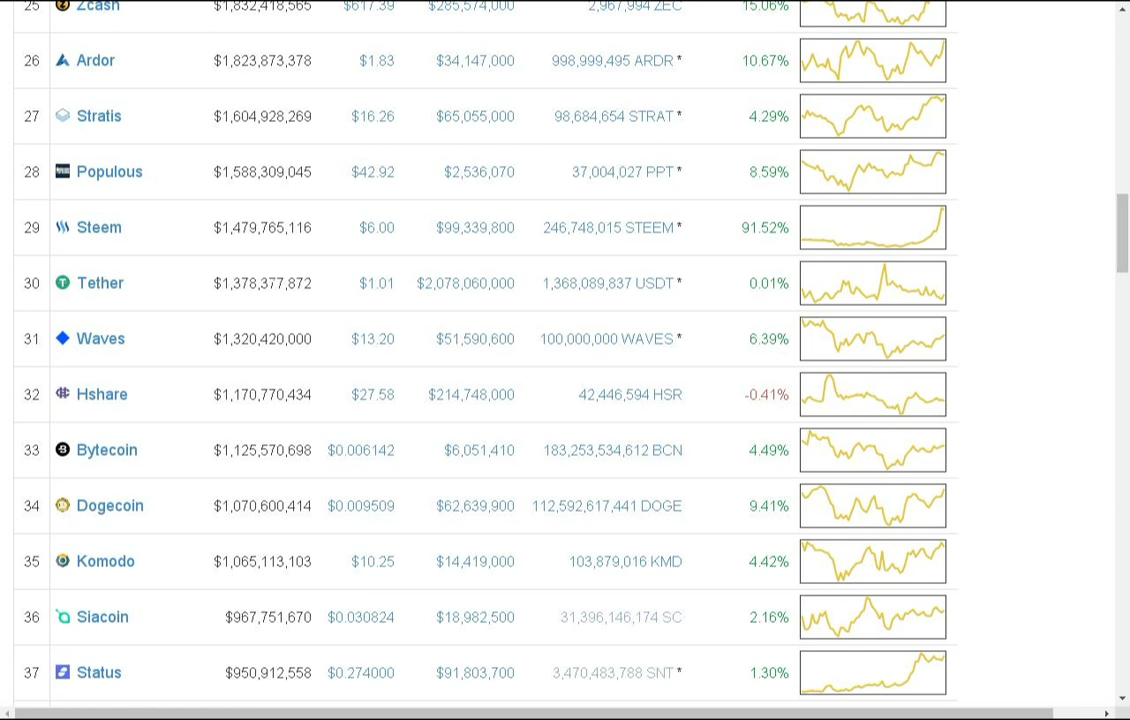 25 Zcash $1,832,418,565 $617.39 $285,574,000 2,967,994 ZEC 15.06%
26 Ardor $1,823,873,378 $1.83 $34,147,000 998,999,495 ARDR * 10.67%
27 Stratis $1,604,928,269 $16.26 $65,055,000 98,684,654 STRAT * 4.29%
28 Populous $1,588,309,045 $42.92 $2,536,070 37,004,027 PPT * 8.59%
29 Steem $1,479,765,116 $6.00 $99,339,800 246,748,015 STEEM * 91.52%
30 Tether $1,378,377,872 $1.01 $2,078,060,000 1,368,089,837 USDT * 0.01%
31 Waves $1,320,420,000 $13.20 $51,590,600 100,000,000 WAVES * 6.39%
32 Hshare $1,170,770,434 $27.58 $214,748,000 42,446,594 HSR -0.41%
33 Bytecoin $1,125,570,698 $0.006142 $6,051,410 183,253,534,612 BCN 4.49%
34 Dogecoin $1,070,600,414 $0.009509 $62,639,900 112,592,617,441 DOGE 9.41%
35 Komodo $1,065,113,103 $10.25 $14,419,000 103,879,016 KMD 4.42%
36 Siacoin $967,751,670 $0.030824 $18,982,500 31,396,146,174 SC 2.16%
37 Status $950,912,558 $0.274000 $91,803,700 3,470,483,788 SNT * 1.30%